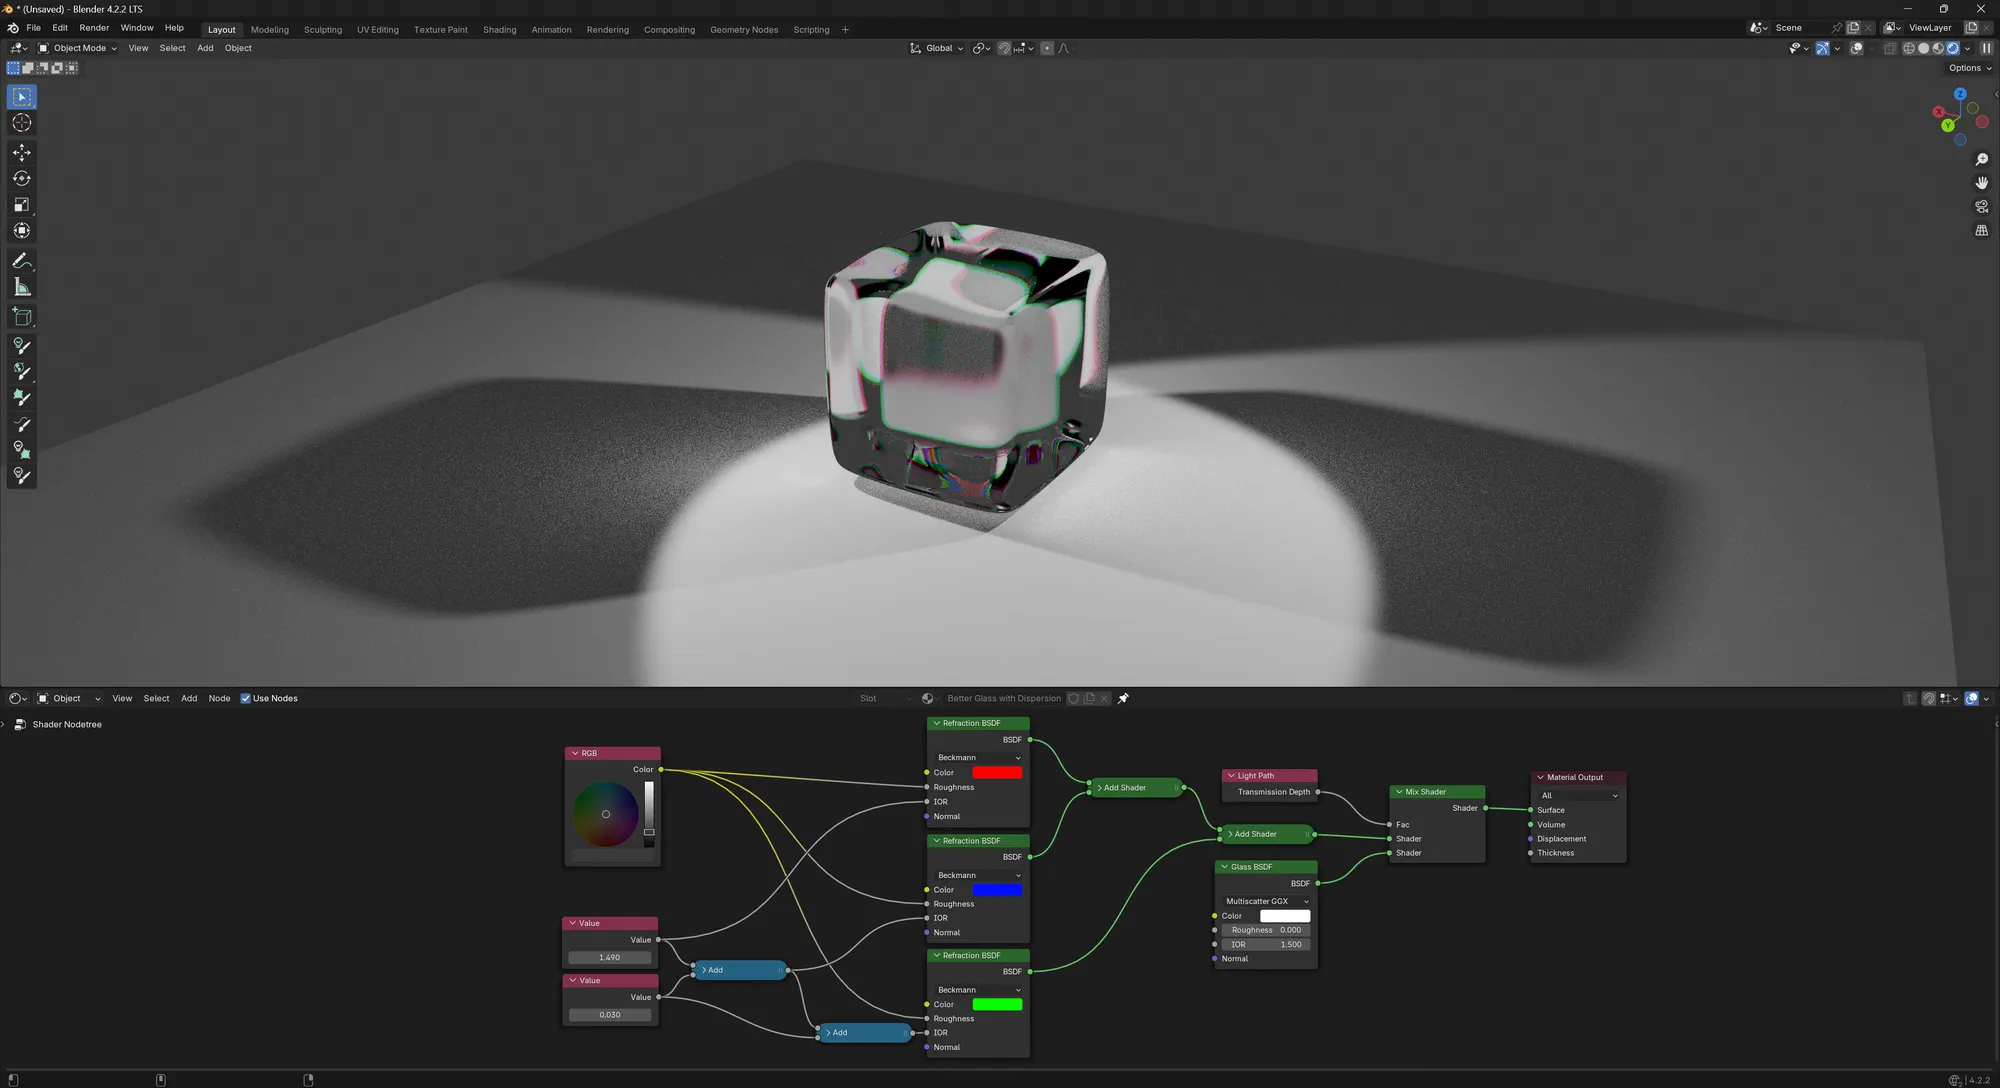 * (Unsaved) - Blender 4.2.2 LTS
File Edit Render Window Help
Layout Modeling Sculpting UV Editing Texture Paint Shading Animation Rendering Compositing Geometry Nodes Scripting +
Scene ViewLayer
Object Mode View Select Add Object
Global
Options
Z
X
Y
Object View Select Add Node Use Nodes
Slot Better Glass with Dispersion
Shader Nodetree
RGB
Color
Value
Value
1.490
Value
Value
0.030
Add
Add
Refraction BSDF
BSDF
Beckmann
Color
Roughness
IOR
Normal
Refraction BSDF
BSDF
Beckmann
Color
Roughness
IOR
Normal
Refraction BSDF
BSDF
Beckmann
Color
Roughness
IOR
Normal
Add Shader
Light Path
Transmission Depth
Add Shader
Glass BSDF
BSDF
Multiscatter GGX
Color
Roughness 0.000
IOR 1.500
Normal
Mix Shader
Shader
Fac
Shader
Shader
Material Output
All
Surface
Volume
Displacement
Thickness
4.2.2